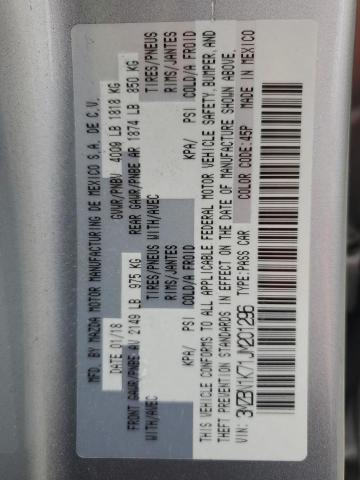 MFD. BY MAZDA MOTOR MANUFACTURING DE MEXICO S.A. DE C.V.
DATE: 01/18 GVWR/PNBV 4009 LB 1818 KG
FRONT GAWR/PNBE AV 2149 LB 975 KG REAR GAWR/PNBE AR 1874 LB 850 KG
WITH/AVEC TIRES/PNEUS WITH/AVEC TIRES/PNEUS
RIMS/JANTES RIMS/JANTES
PSI COLD/A FROID KPA/ PSI COLD/A FROID KPA/ PSI COLD/A FROID
THIS VEHICLE CONFORMS TO ALL APPLICABLE FEDERAL MOTOR VEHICLE SAFETY, BUMPER, AND
THEFT PREVENTION STANDARDS IN EFFECT ON THE DATE OF MANUFACTURE SHOWN ABOVE.
VIN: 3MZBN1K71JM201296 TYPE: PASS CAR COLOR CODE: 45P MADE IN MEXICO